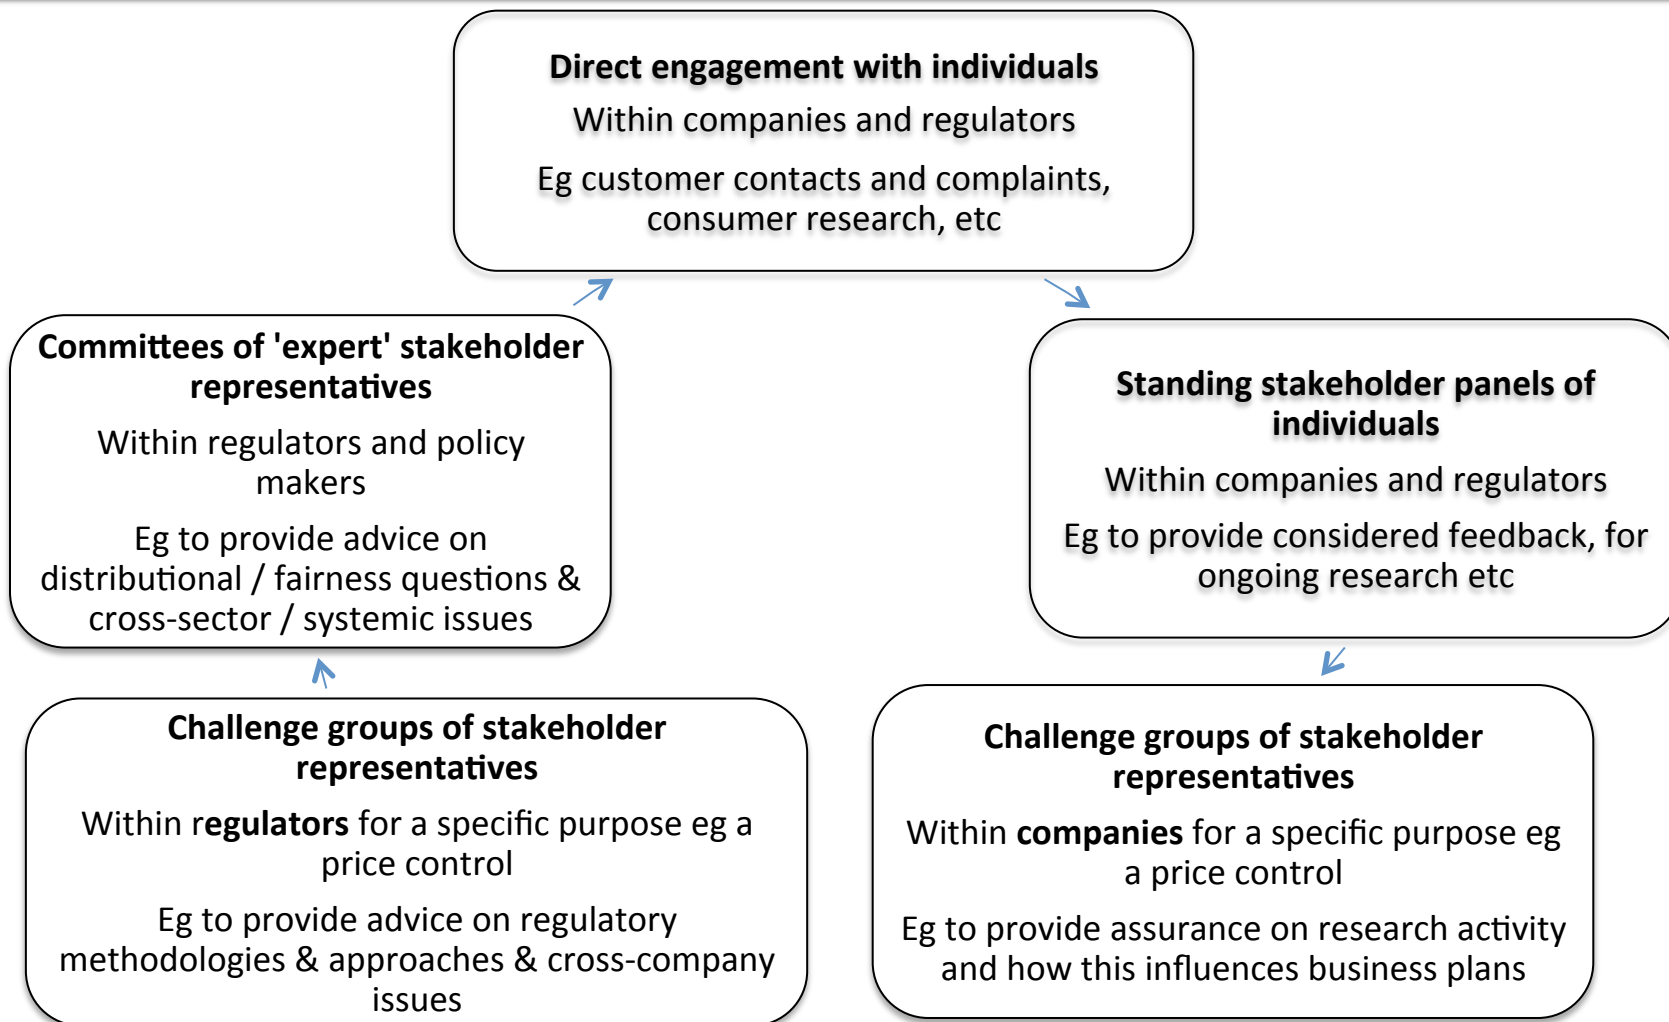 Direct engagement with individuals
Within companies and regulators
Eg customer contacts and complaints,
consumer research, etc
Committees of 'expert' stakeholder
representatives
Within regulators and policy
makers
Eg to provide advice on
distributional / fairness questions &
cross-sector / systemic issues
Standing stakeholder panels of
individuals
Within companies and regulators
Eg to provide considered feedback, for
ongoing research etc
Challenge groups of stakeholder
representatives
Within regulators for a specific purpose eg a
price control
Eg to provide advice on regulatory
methodologies & approaches & cross-company
issues
Challenge groups of stakeholder
representatives
Within companies for a specific purpose eg
a price control
Eg to provide assurance on research activity
and how this influences business plans